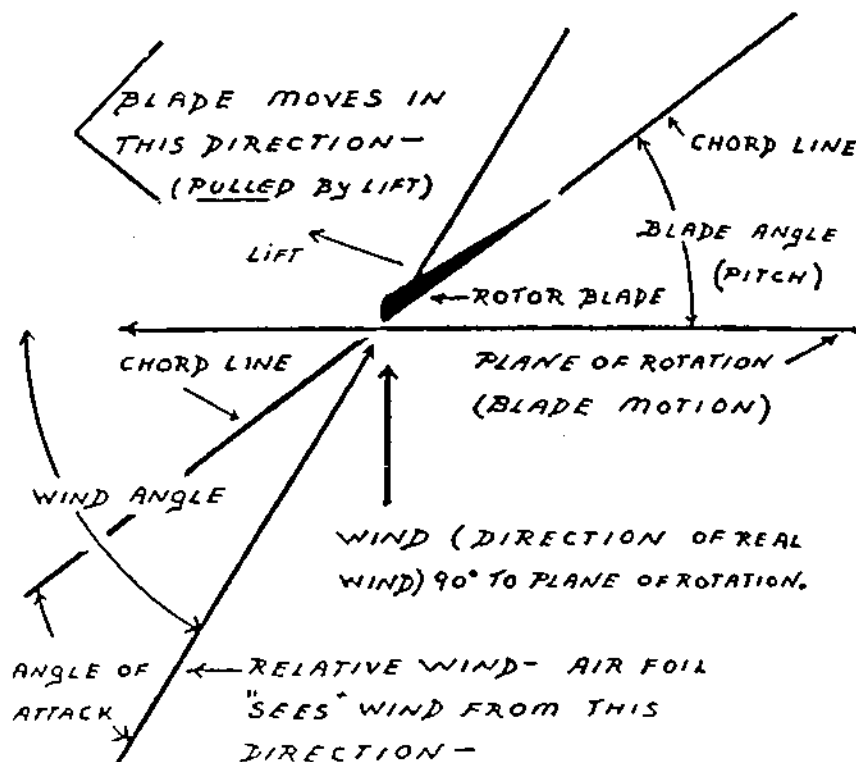 BLADE MOVES IN
THIS DIRECTION —
(PULLED BY LIFT)
CHORD LINE
LIFT
BLADE ANGLE
(PITCH)
ROTOR BLADE
CHORD LINE
PLANE OF ROTATION
(BLADE MOTION)
WIND ANGLE
WIND (DIRECTION OF REAL
WIND) 90° TO PLANE OF ROTATION.
ANGLE OF
ATTACK
RELATIVE WIND — AIR FOIL
"SEES" WIND FROM THIS
DIRECTION —